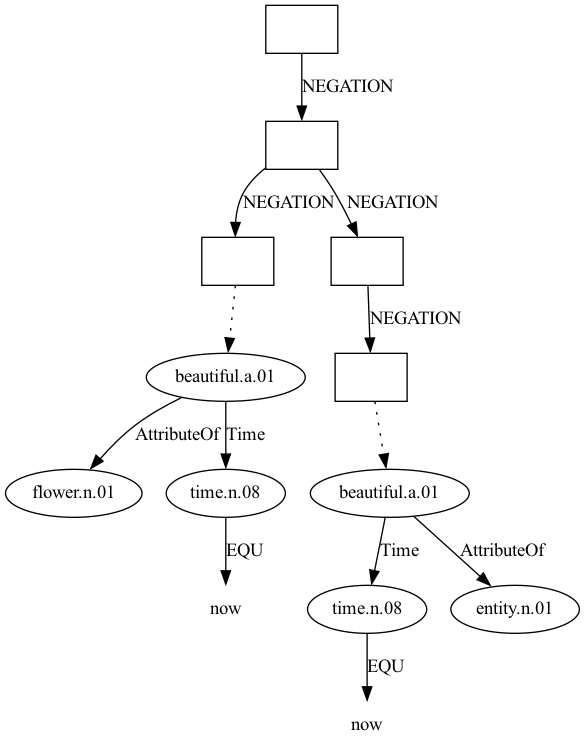 NEGATION
NEGATION NEGATION
NEGATION
beautiful.a.01
AttributeOf Time
flower.n.01 time.n.08 beautiful.a.01
EQU Time AttributeOf
now time.n.08 entity.n.01
EQU
now